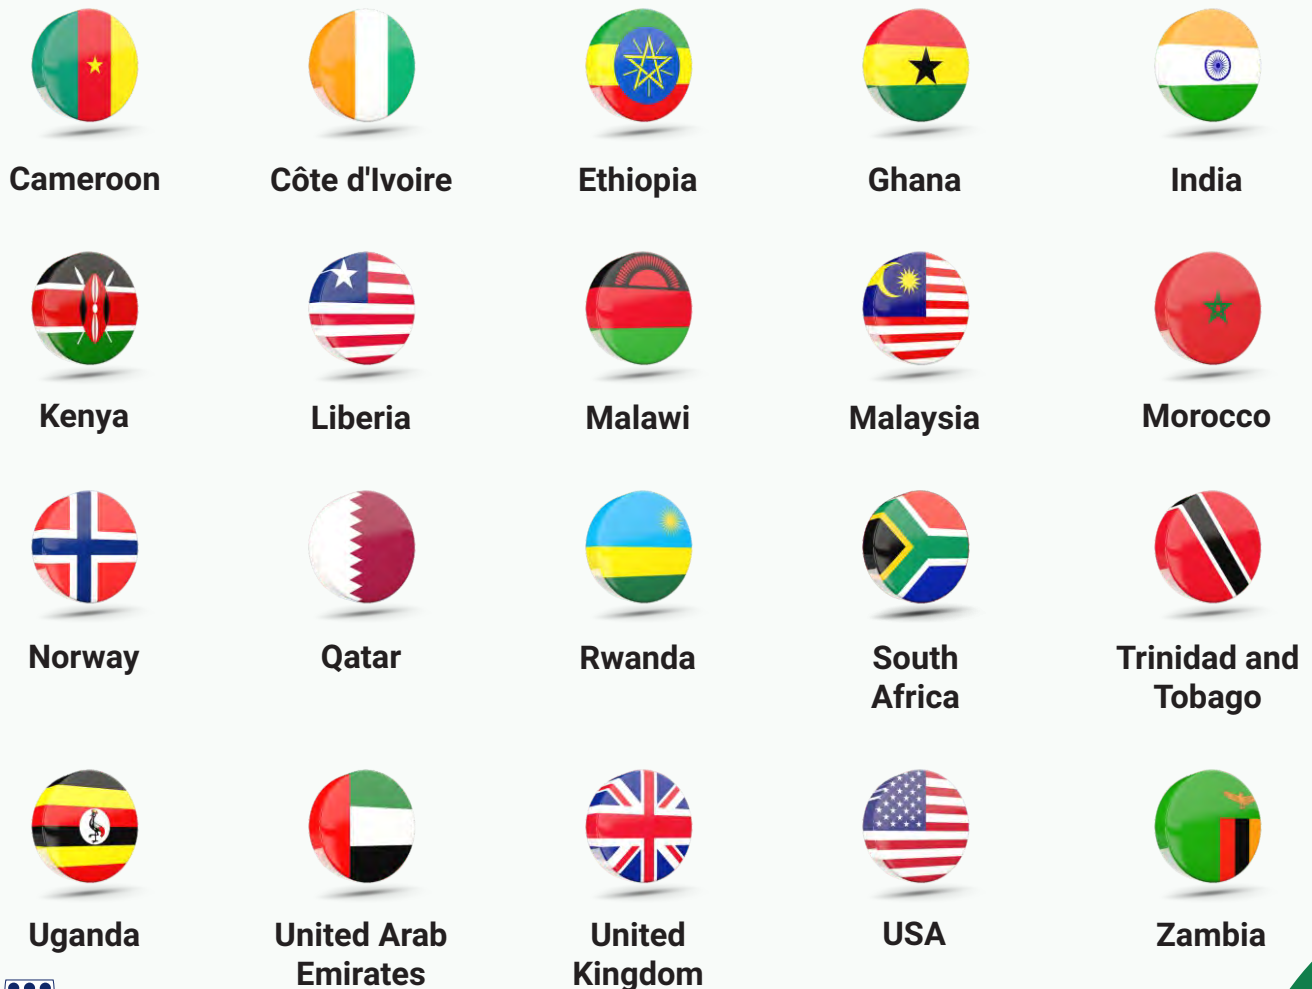 Cameroon
Côte d'Ivoire
Ethiopia
Ghana
India
Kenya
Liberia
Malawi
Malaysia
Morocco
Norway
Qatar
Rwanda
South
Africa
Trinidad and
Tobago
Uganda
United Arab
Emirates
United
Kingdom
USA
Zambia